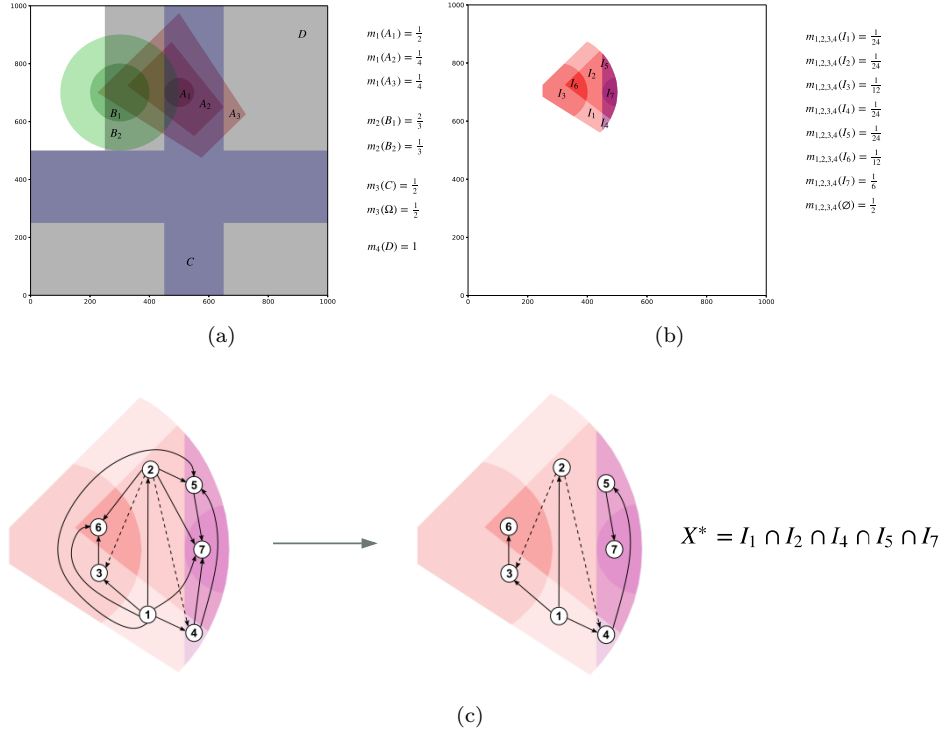 1000
800
600
400
200
0
0 200 400 600 800 1000
D
A₁
A₂
A₃
B₁
B₂
C
m₁(A₁) = 1/2
m₁(A₂) = 1/4
m₁(A₃) = 1/4
m₂(B₁) = 2/3
m₂(B₂) = 1/3
m₃(C) = 1/2
m₃(Ω) = 1/2
m₄(D) = 1
(a)
1000
800
600
400
200
0
0 200 400 600 800 1000
I₅
I₂
I₆
I₃
I₇
I₁
I₄
m₁,₂,₃,₄(I₁) = 1/24
m₁,₂,₃,₄(I₂) = 1/24
m₁,₂,₃,₄(I₃) = 1/12
m₁,₂,₃,₄(I₄) = 1/24
m₁,₂,₃,₄(I₅) = 1/24
m₁,₂,₃,₄(I₆) = 1/12
m₁,₂,₃,₄(I₇) = 1/6
m₁,₂,₃,₄(∅) = 1/2
(b)
2
5
6
7
3
1
4
2
5
6
7
3
1
4
X* = I₁ ∩ I₂ ∩ I₄ ∩ I₅ ∩ I₇
(c)